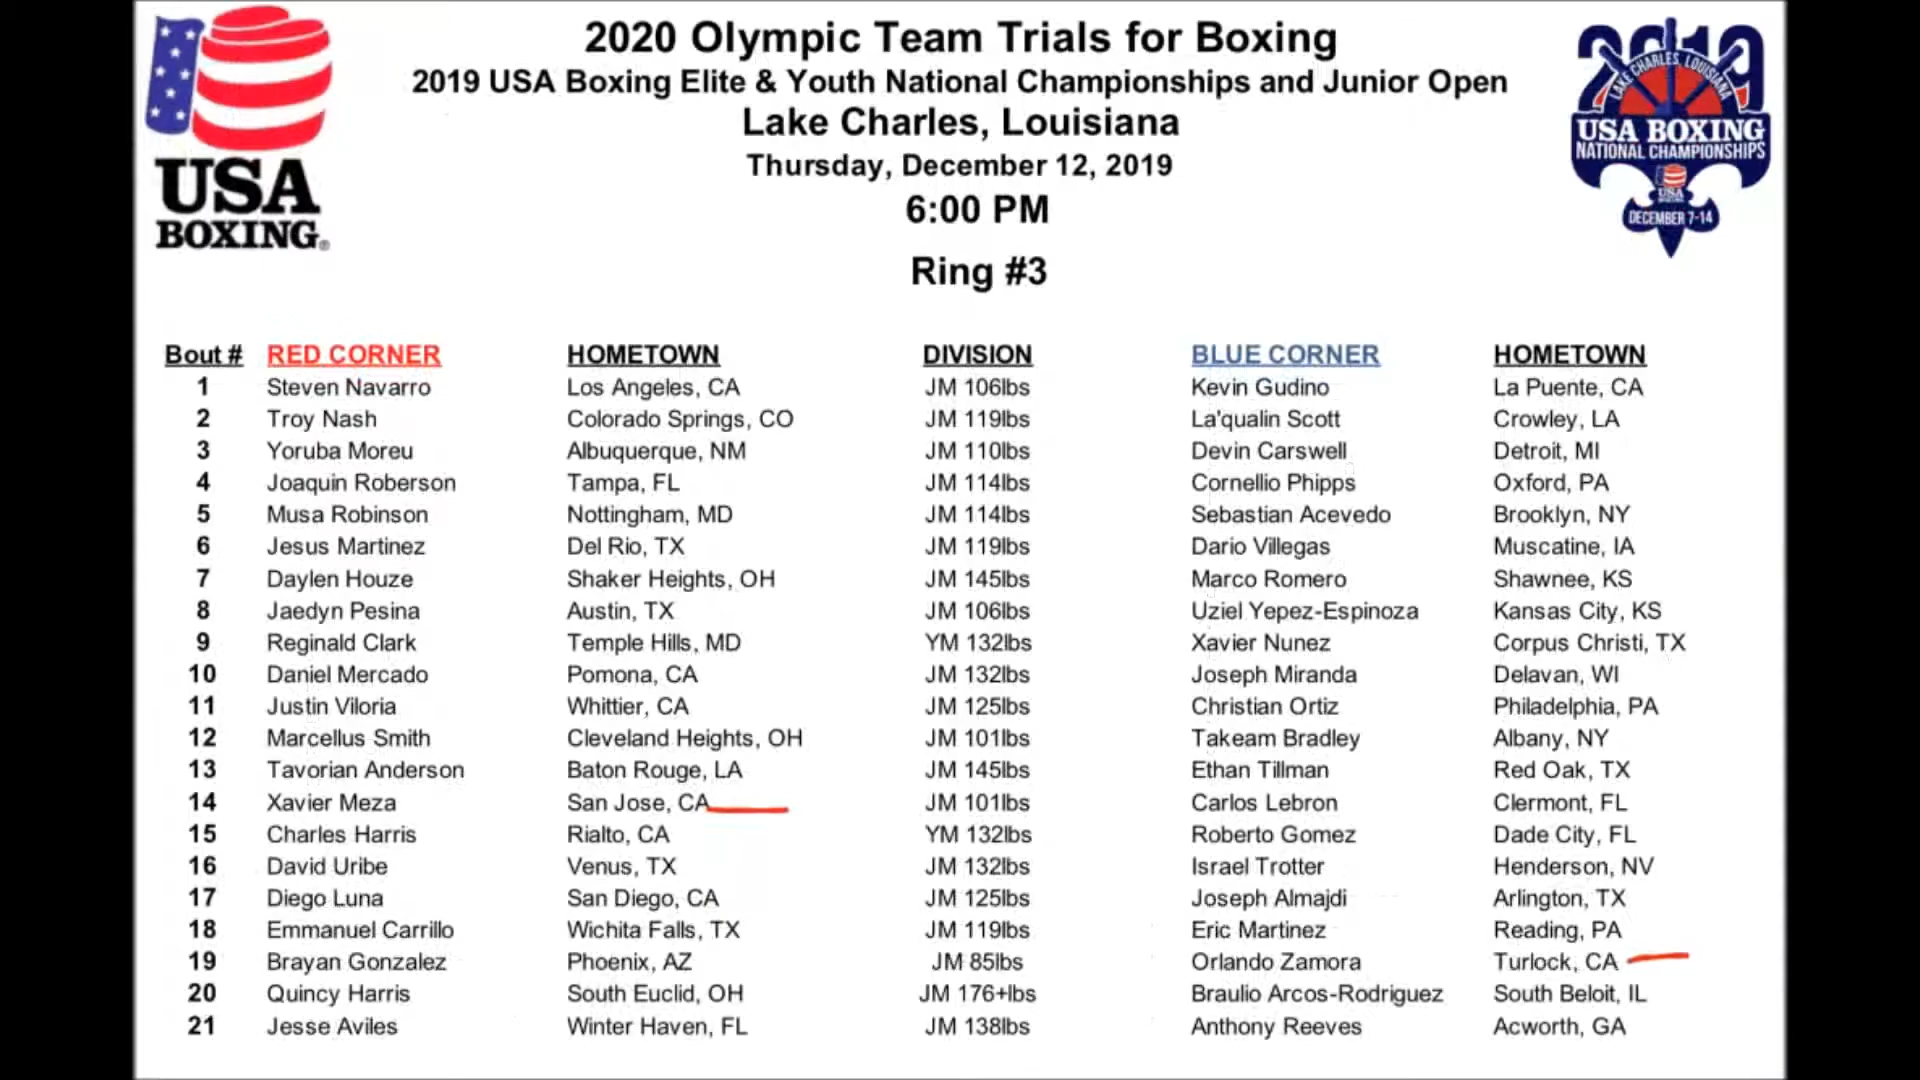 2020 Olympic Team Trials for Boxing
2019 USA Boxing Elite & Youth National Championships and Junior Open
Lake Charles, Louisiana
Thursday, December 12, 2019
6:00 PM
Ring #3
USA
BOXING®
2019
LAKE CHARLES, LOUISIANA
USA BOXING
NATIONAL CHAMPIONSHIPS
USA
DECEMBER 7-14
Bout # RED CORNER HOMETOWN DIVISION BLUE CORNER HOMETOWN
1 Steven Navarro Los Angeles, CA JM 106lbs Kevin Gudino La Puente, CA
2 Troy Nash Colorado Springs, CO JM 119lbs La'qualin Scott Crowley, LA
3 Yoruba Moreu Albuquerque, NM JM 110lbs Devin Carswell Detroit, MI
4 Joaquin Roberson Tampa, FL JM 114lbs Cornellio Phipps Oxford, PA
5 Musa Robinson Nottingham, MD JM 114lbs Sebastian Acevedo Brooklyn, NY
6 Jesus Martinez Del Rio, TX JM 119lbs Dario Villegas Muscatine, IA
7 Daylen Houze Shaker Heights, OH JM 145lbs Marco Romero Shawnee, KS
8 Jaedyn Pesina Austin, TX JM 106lbs Uziel Yepez-Espinoza Kansas City, KS
9 Reginald Clark Temple Hills, MD YM 132lbs Xavier Nunez Corpus Christi, TX
10 Daniel Mercado Pomona, CA JM 132lbs Joseph Miranda Delavan, WI
11 Justin Viloria Whittier, CA JM 125lbs Christian Ortiz Philadelphia, PA
12 Marcellus Smith Cleveland Heights, OH JM 101lbs Takeam Bradley Albany, NY
13 Tavorian Anderson Baton Rouge, LA JM 145lbs Ethan Tillman Red Oak, TX
14 Xavier Meza San Jose, CA JM 101lbs Carlos Lebron Clermont, FL
15 Charles Harris Rialto, CA YM 132lbs Roberto Gomez Dade City, FL
16 David Uribe Venus, TX JM 132lbs Israel Trotter Henderson, NV
17 Diego Luna San Diego, CA JM 125lbs Joseph Almajdi Arlington, TX
18 Emmanuel Carrillo Wichita Falls, TX JM 119lbs Eric Martinez Reading, PA
19 Brayan Gonzalez Phoenix, AZ JM 85lbs Orlando Zamora Turlock, CA
20 Quincy Harris South Euclid, OH JM 176+lbs Braulio Arcos-Rodriguez South Beloit, IL
21 Jesse Aviles Winter Haven, FL JM 138lbs Anthony Reeves Acworth, GA